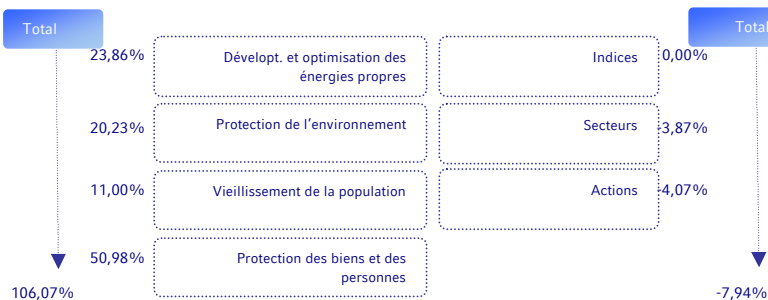 Total
Total
23,86%
Dévelopt. et optimisation des
énergies propres
Indices
0,00%
20,23%
Protection de l'environnement
Secteurs
-3,87%
11,00%
Vieillissement de la population
Actions
-4,07%
50,98%
Protection des biens et des
personnes
106,07%
-7,94%